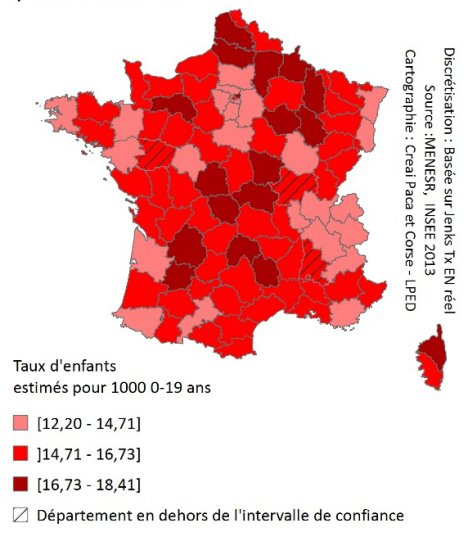 Discrétisation : Basée sur Jenks Tx EN réel
Source :MENESR, INSEE 2013
Cartographie : Creai Paca et Corse - LPED
Taux d'enfants
estimés pour 1000 0-19 ans
[12,20 - 14,71]
]14,71 - 16,73]
[16,73 - 18,41]
Département en dehors de l'intervalle de confiance